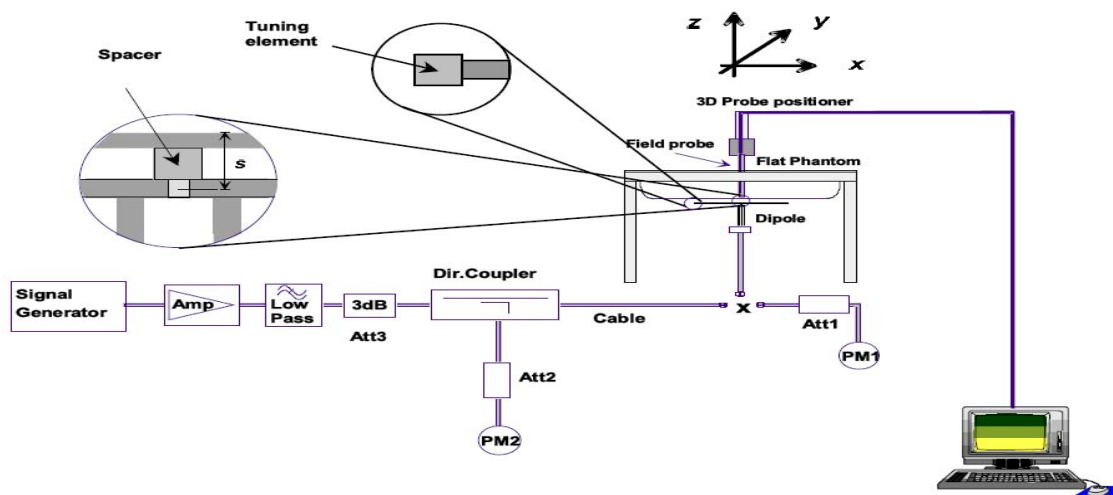 Tuning
element
Spacer
s
z
y
x
3D Probe positioner
Field probe
Flat Phantom
Dipole
Signal
Generator
Amp
Low
Pass
3dB
Att3
Dir.Coupler
Cable
x
Att1
PM1
Att2
PM2